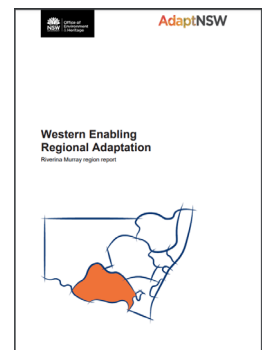 NSW
GOVERNMENT
Office of
Environment
& Heritage
AdaptNSW
Western Enabling
Regional Adaptation
Riverina Murray region report